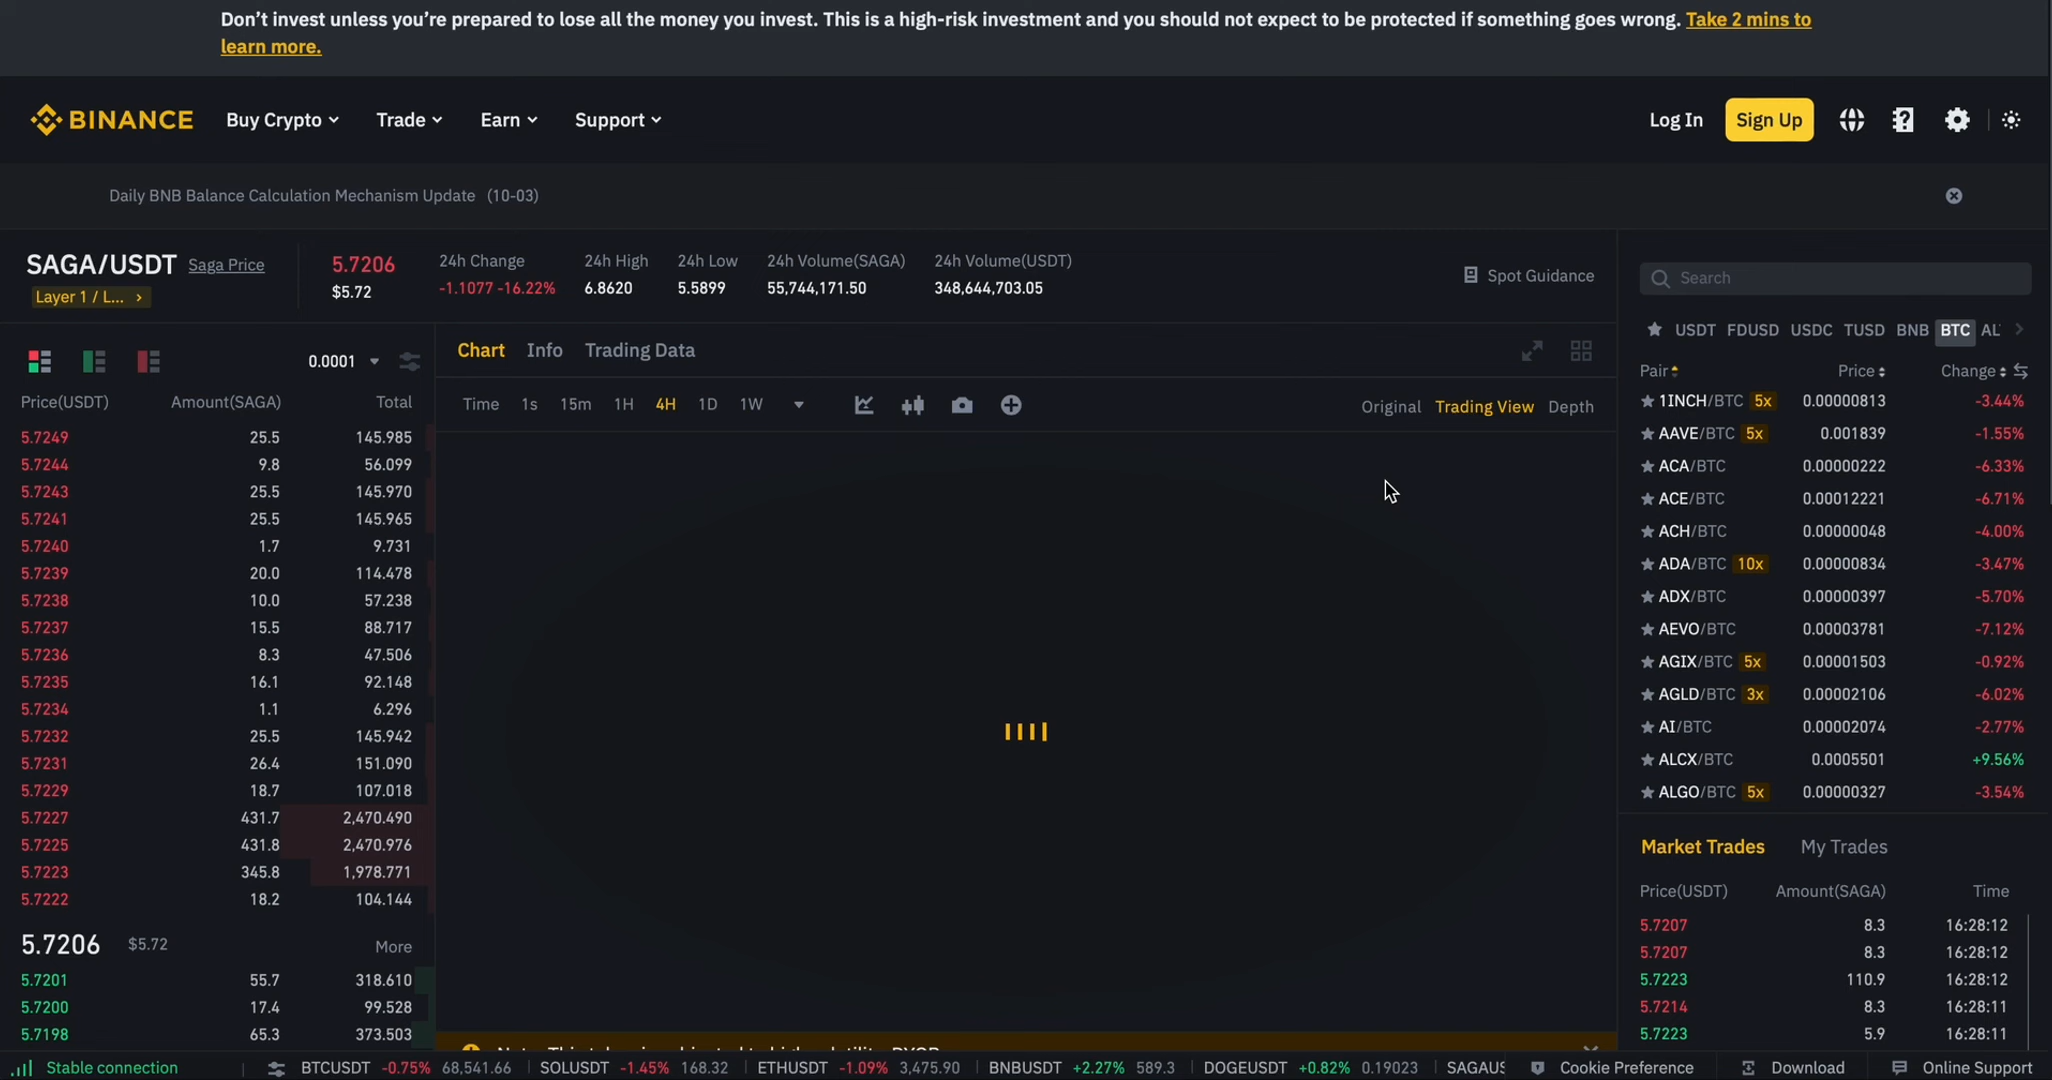 Don't invest unless you're prepared to lose all the money you invest. This is a high-risk investment and you should not expect to be protected if something goes wrong. Take 2 mins to
learn more.
BINANCE Buy Crypto Trade Earn Support Log In Sign Up
Daily BNB Balance Calculation Mechanism Update (10-03)
SAGA/USDT Saga Price
Layer 1 / L...
5.7206
$5.72
24h Change
-1.1077 -16.22%
24h High
6.8620
24h Low
5.5899
24h Volume(SAGA)
55,744,171.50
24h Volume(USDT)
348,644,703.05
Spot Guidance
0.0001
Price(USDT) Amount(SAGA) Total
5.7249 25.5 145.985
5.7244 9.8 56.099
5.7243 25.5 145.970
5.7241 25.5 145.965
5.7240 1.7 9.731
5.7239 20.0 114.478
5.7238 10.0 57.238
5.7237 15.5 88.717
5.7236 8.3 47.506
5.7235 16.1 92.148
5.7234 1.1 6.296
5.7232 25.5 145.942
5.7231 26.4 151.090
5.7229 18.7 107.018
5.7227 431.7 2,470.490
5.7225 431.8 2,470.976
5.7223 345.8 1,978.771
5.7222 18.2 104.144
5.7206 $5.72 More
5.7201 55.7 318.610
5.7200 17.4 99.528
5.7198 65.3 373.503
Chart Info Trading Data
Time 1s 15m 1H 4H 1D 1W
Original Trading View Depth
Search
USDT FDUSD USDC TUSD BNB BTC AL
Pair Price Change
1INCH/BTC 5x 0.00000813 -3.44%
AAVE/BTC 5x 0.001839 -1.55%
ACA/BTC 0.00000222 -6.33%
ACE/BTC 0.00012221 -6.71%
ACH/BTC 0.00000048 -4.00%
ADA/BTC 10x 0.00000834 -3.47%
ADX/BTC 0.00000397 -5.70%
AEVO/BTC 0.00003781 -7.12%
AGIX/BTC 5x 0.00001503 -0.92%
AGLD/BTC 3x 0.00002106 -6.02%
AI/BTC 0.00002074 -2.77%
ALCX/BTC 0.0005501 +9.56%
ALGO/BTC 5x 0.00000327 -3.54%
Market Trades My Trades
Price(USDT) Amount(SAGA) Time
5.7207 8.3 16:28:12
5.7207 8.3 16:28:12
5.7223 110.9 16:28:12
5.7214 8.3 16:28:11
5.7223 5.9 16:28:11
Stable connection BTCUSDT -0.75% 68,541.66 SOLUSDT -1.45% 168.32 ETHUSDT -1.09% 3,475.90 BNBUSDT +2.27% 589.3 DOGEUSDT +0.82% 0.19023 SAGAUS Cookie Preference Download Online Support